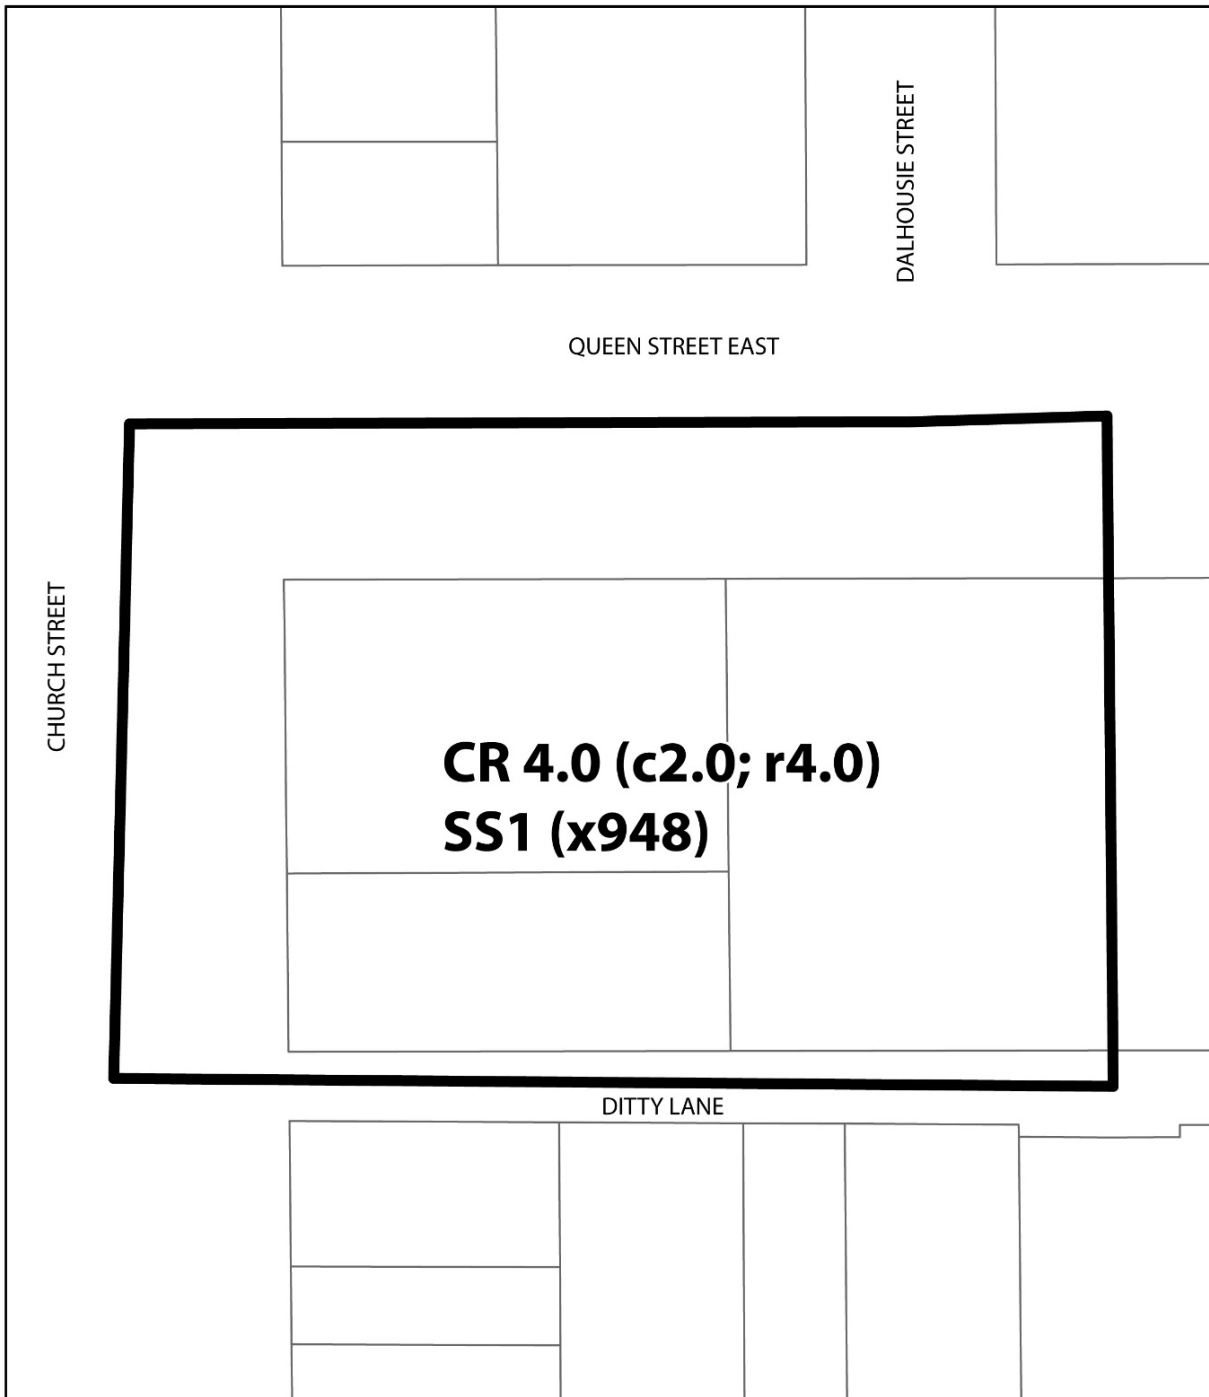 DALHOUSIE STREET
QUEEN STREET EAST
CHURCH STREET
CR 4.0 (c2.0; r4.0)
SS1 (x948)
DITTY LANE